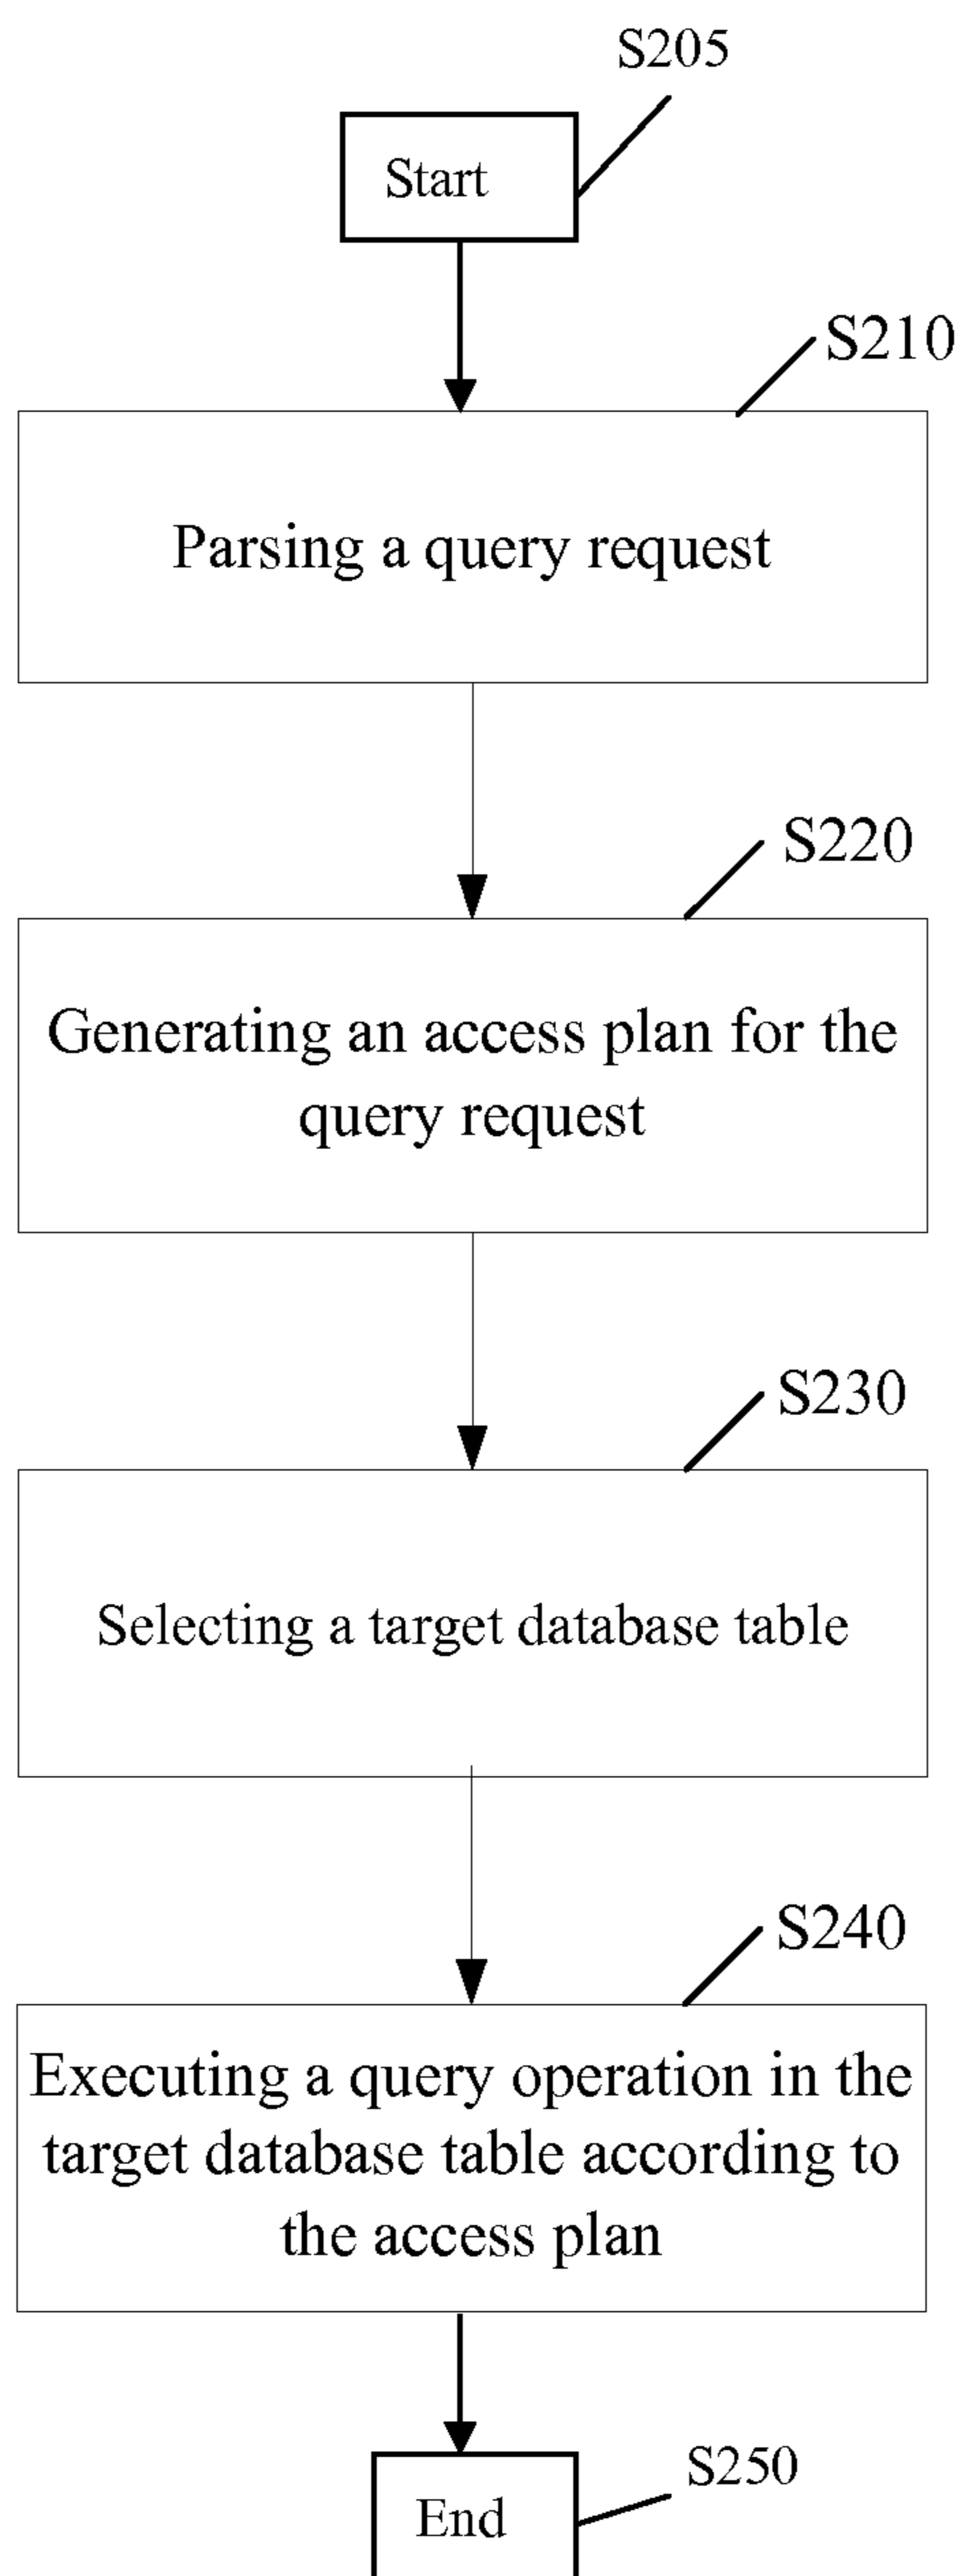 S205
Start
S210
Parsing a query request
S220
Generating an access plan for the
query request
S230
Selecting a target database table
S240
Executing a query operation in the
target database table according to
the access plan
S250
End